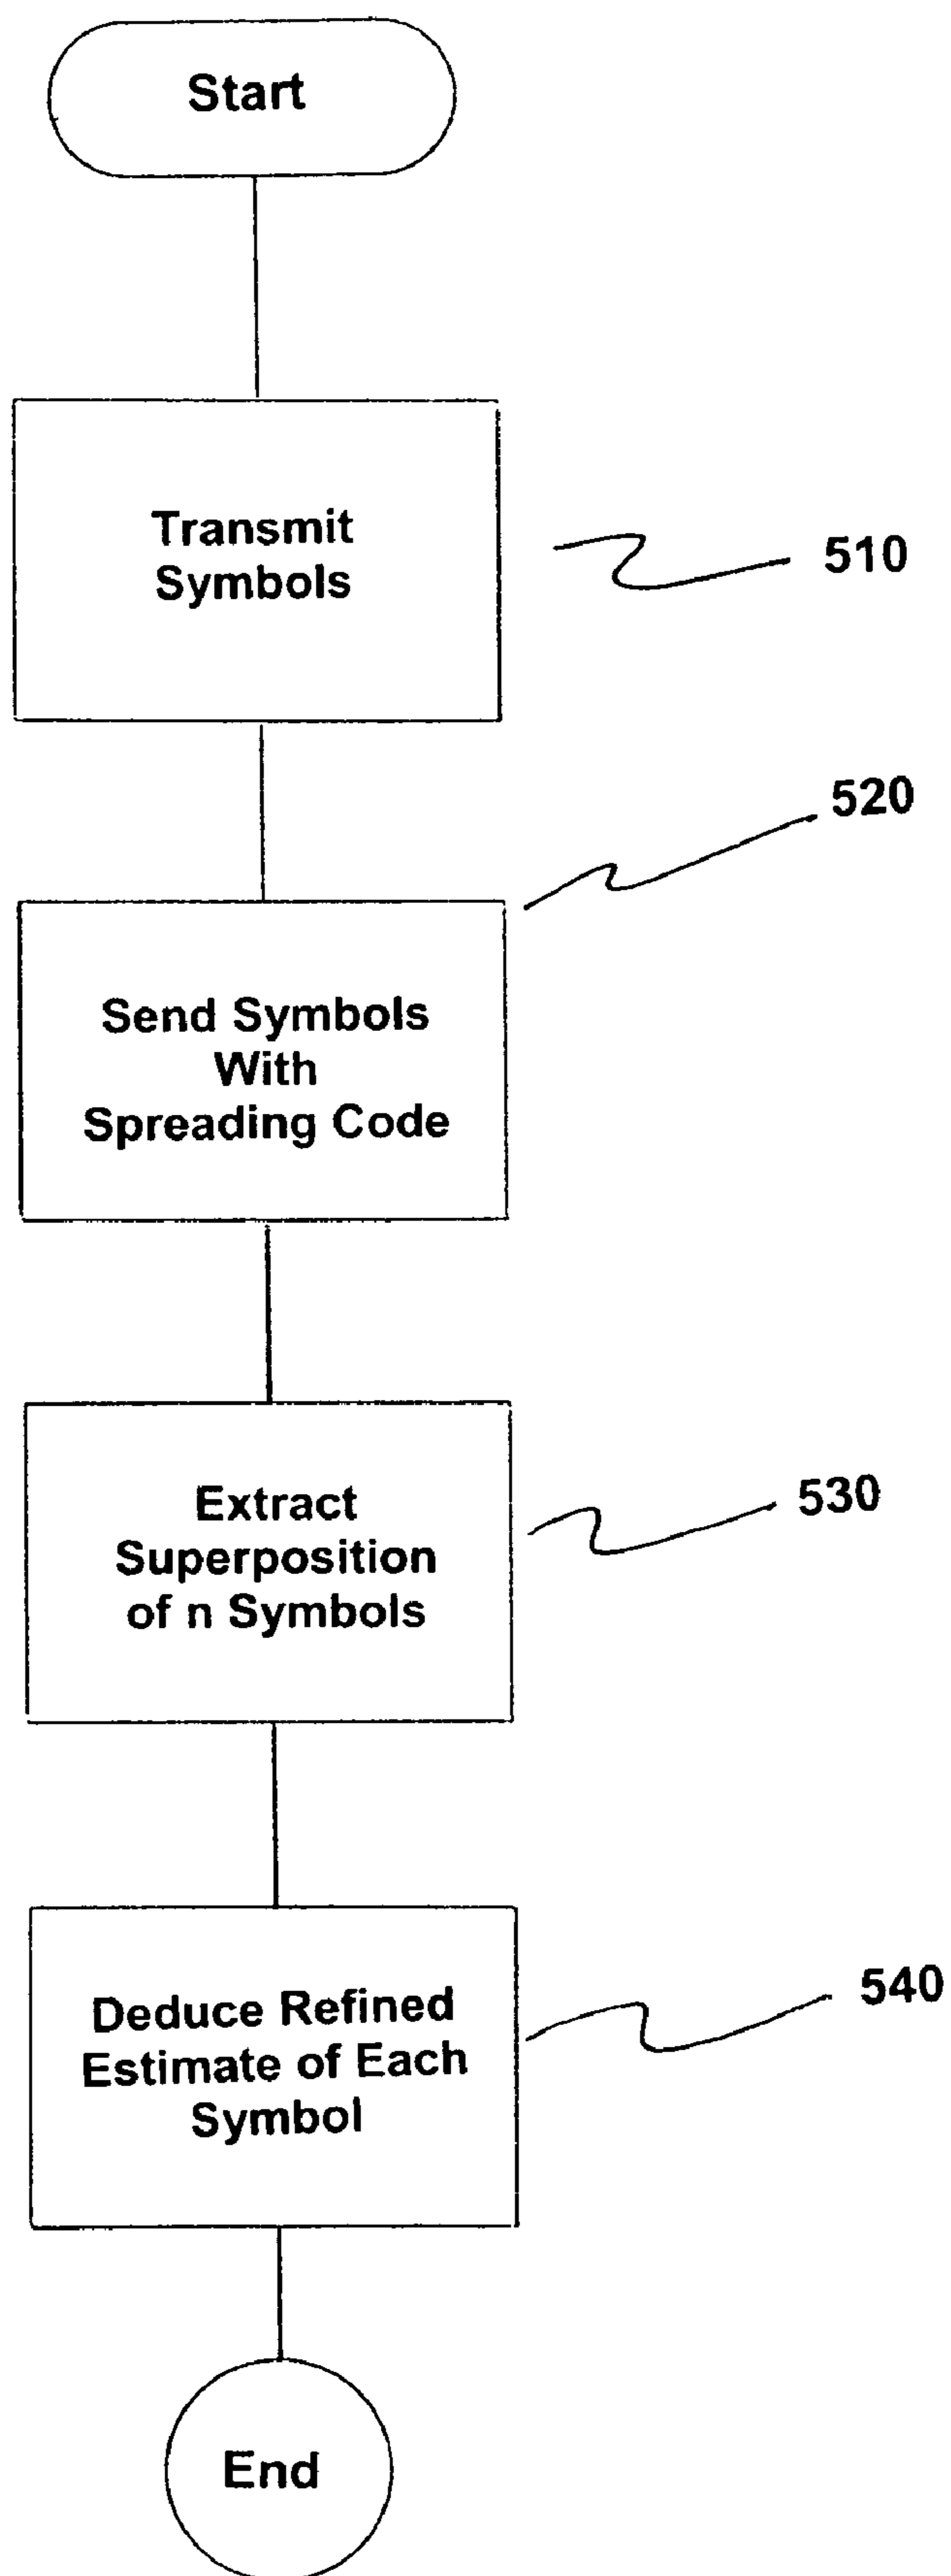 Start
Transmit
Symbols
510
520
Send Symbols
With
Spreading Code
Extract
Superposition
of n Symbols
530
Deduce Refined
Estimate of Each
Symbol
540
End